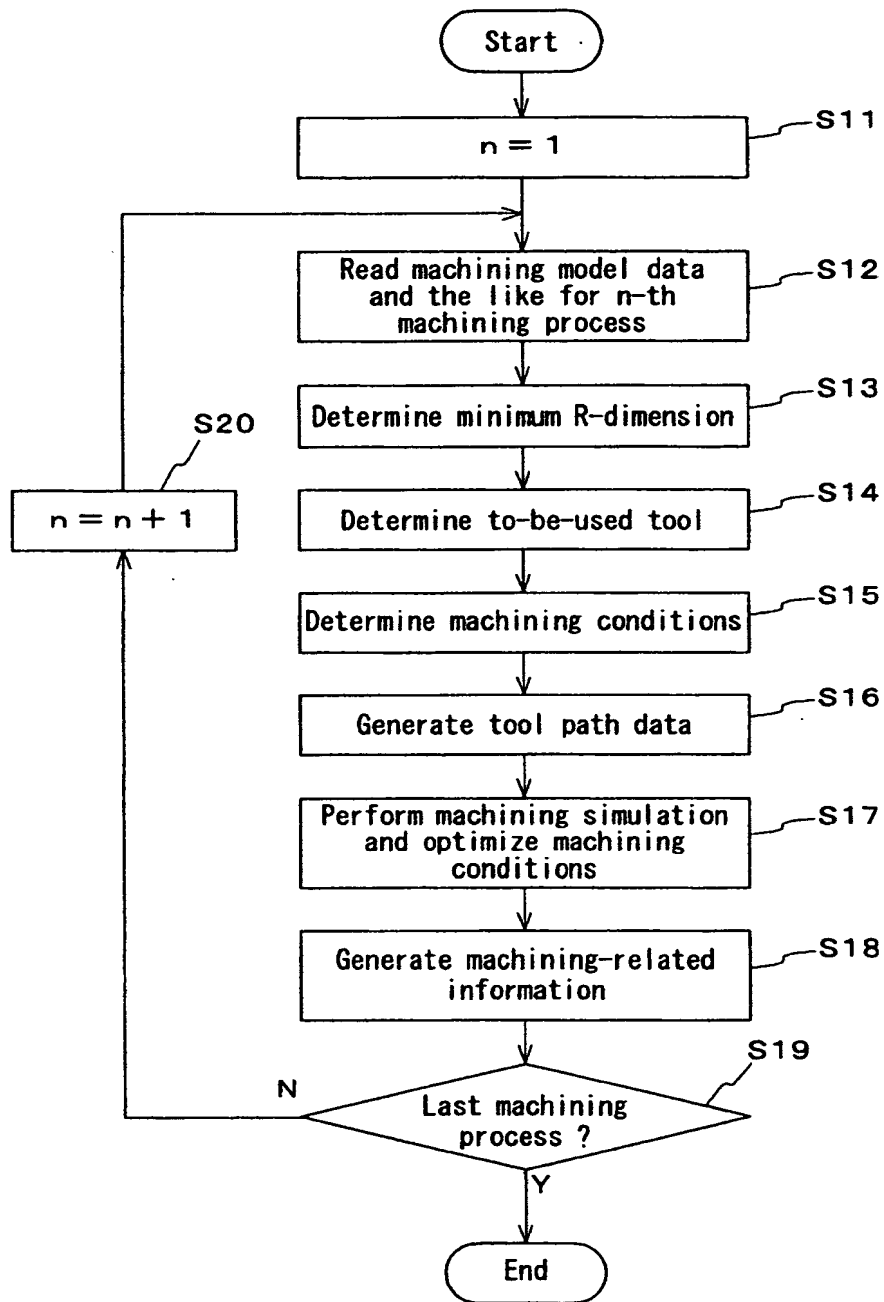 Start
S11
n = 1
S12
Read machining model data
and the like for n-th
machining process
S13
Determine minimum R-dimension
S20
n = n + 1
S14
Determine to-be-used tool
S15
Determine machining conditions
S16
Generate tool path data
S17
Perform machining simulation
and optimize machining
conditions
S18
Generate machining-related
information
S19
N
Last machining
process ?
Y
End